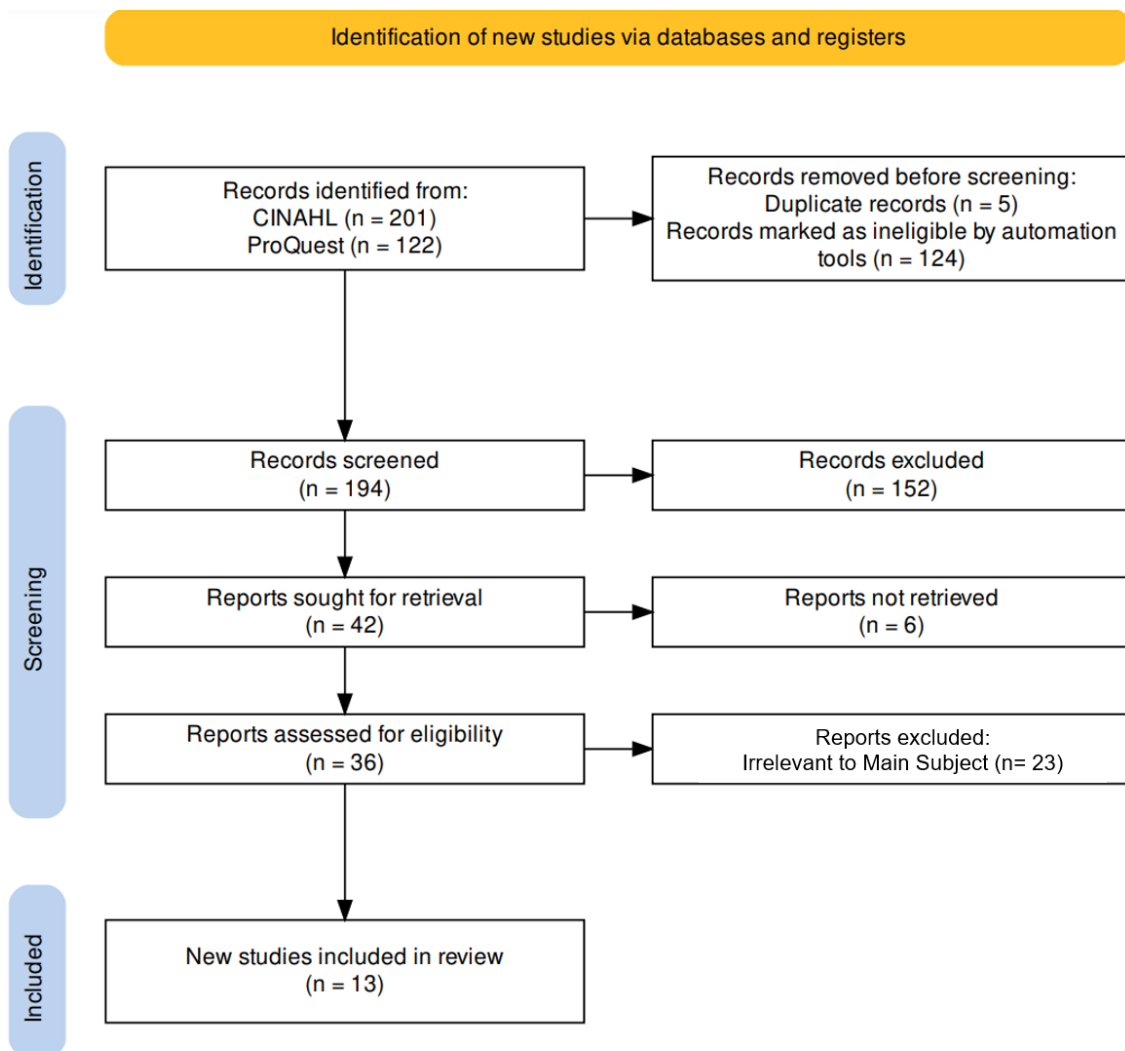 Identification of new studies via databases and registers
Identification
Records identified from:
CINAHL (n = 201)
ProQuest (n = 122)
Records removed before screening:
Duplicate records (n = 5)
Records marked as ineligible by automation
tools (n = 124)
Screening
Records screened
(n = 194)
Records excluded
(n = 152)
Reports sought for retrieval
(n = 42)
Reports not retrieved
(n = 6)
Reports assessed for eligibility
(n = 36)
Reports excluded:
Irrelevant to Main Subject (n= 23)
Included
New studies included in review
(n = 13)